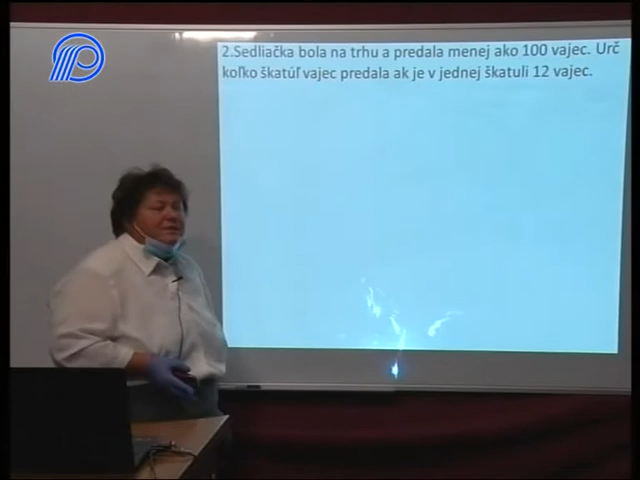 2.Sedliačka bola na trhu a predala menej ako 100 vajec. Urč
koľko škatúľ vajec predala ak je v jednej škatuli 12 vajec.